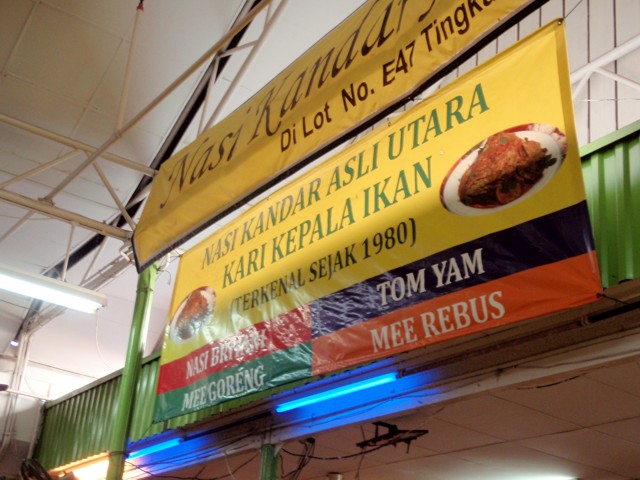 Nasi Kandar
Di Lot No. E47 Tingka
NASI KANDAR ASLI UTARA
KARI KEPALA IKAN
(TERKENAL SEJAK 1980)
TOM YAM
NASI
MEE REBUS
MEE GORENG